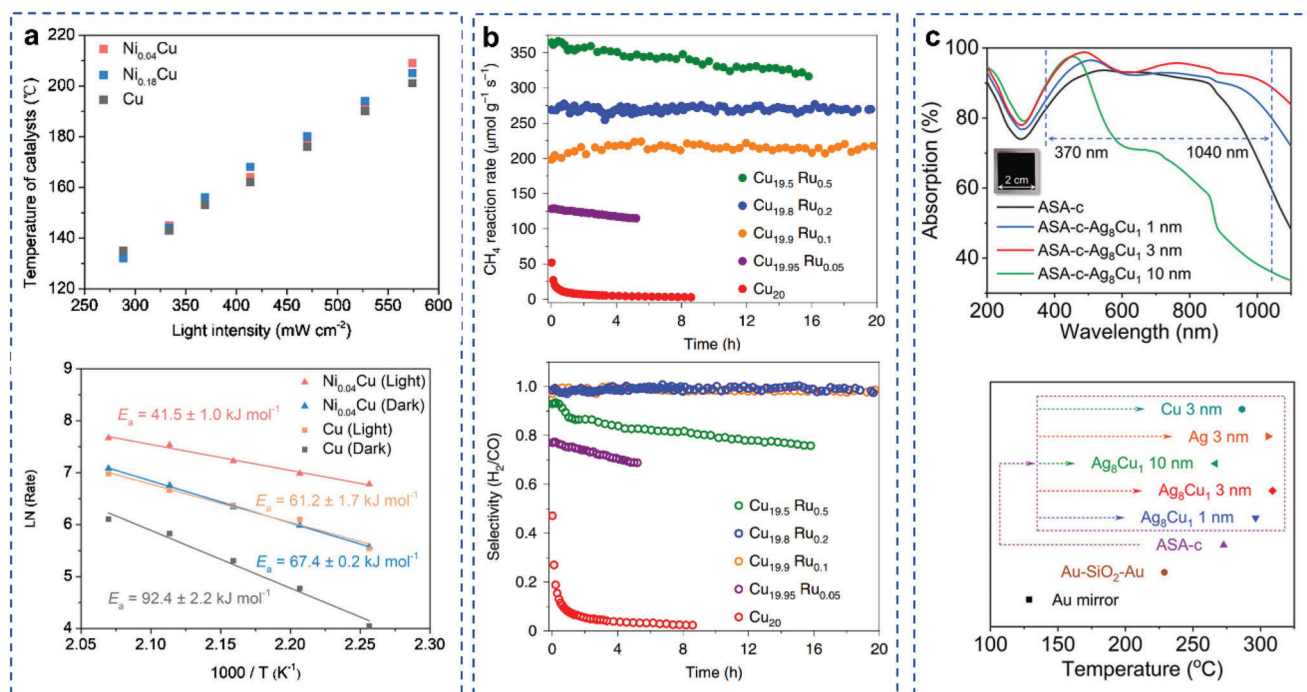 a
220
200
180
160
140
120
Temperature of catalysts (℃)
Ni0.04Cu
Ni0.18Cu
Cu
250 300 350 400 450 500 550 600
Light intensity (mW cm⁻²)
9
8
7
6
5
4
LN (Rate)
Ni0.04Cu (Light)
Ni0.04Cu (Dark)
Cu (Light)
Cu (Dark)
Ea = 41.5 ± 1.0 kJ mol⁻¹
Ea = 61.2 ± 1.7 kJ mol⁻¹
Ea = 67.4 ± 0.2 kJ mol⁻¹
Ea = 92.4 ± 2.2 kJ mol⁻¹
2.05 2.10 2.15 2.20 2.25 2.30
1000 / T (K⁻¹)
b
350
300
250
200
150
100
50
0
CH₄ reaction rate (μmol g⁻¹ s⁻¹)
Cu19.5 Ru0.5
Cu19.8 Ru0.2
Cu19.9 Ru0.1
Cu19.95 Ru0.05
Cu20
0 4 8 12 16 20
Time (h)
1.0
0.8
0.6
0.4
0.2
0
Selectivity (H₂/CO)
Cu19.5 Ru0.5
Cu19.8 Ru0.2
Cu19.9 Ru0.1
Cu19.95 Ru0.05
Cu20
0 4 8 12 16 20
Time (h)
c
100
80
60
40
Absorption (%)
370 nm
1040 nm
2 cm
ASA-c
ASA-c-Ag₈Cu₁ 1 nm
ASA-c-Ag₈Cu₁ 3 nm
ASA-c-Ag₈Cu₁ 10 nm
200 400 600 800 1000
Wavelength (nm)
Cu 3 nm
Ag 3 nm
Ag₈Cu₁ 10 nm
Ag₈Cu₁ 3 nm
Ag₈Cu₁ 1 nm
ASA-c
Au-SiO₂-Au
Au mirror
100 150 200 250 300 350
Temperature (°C)